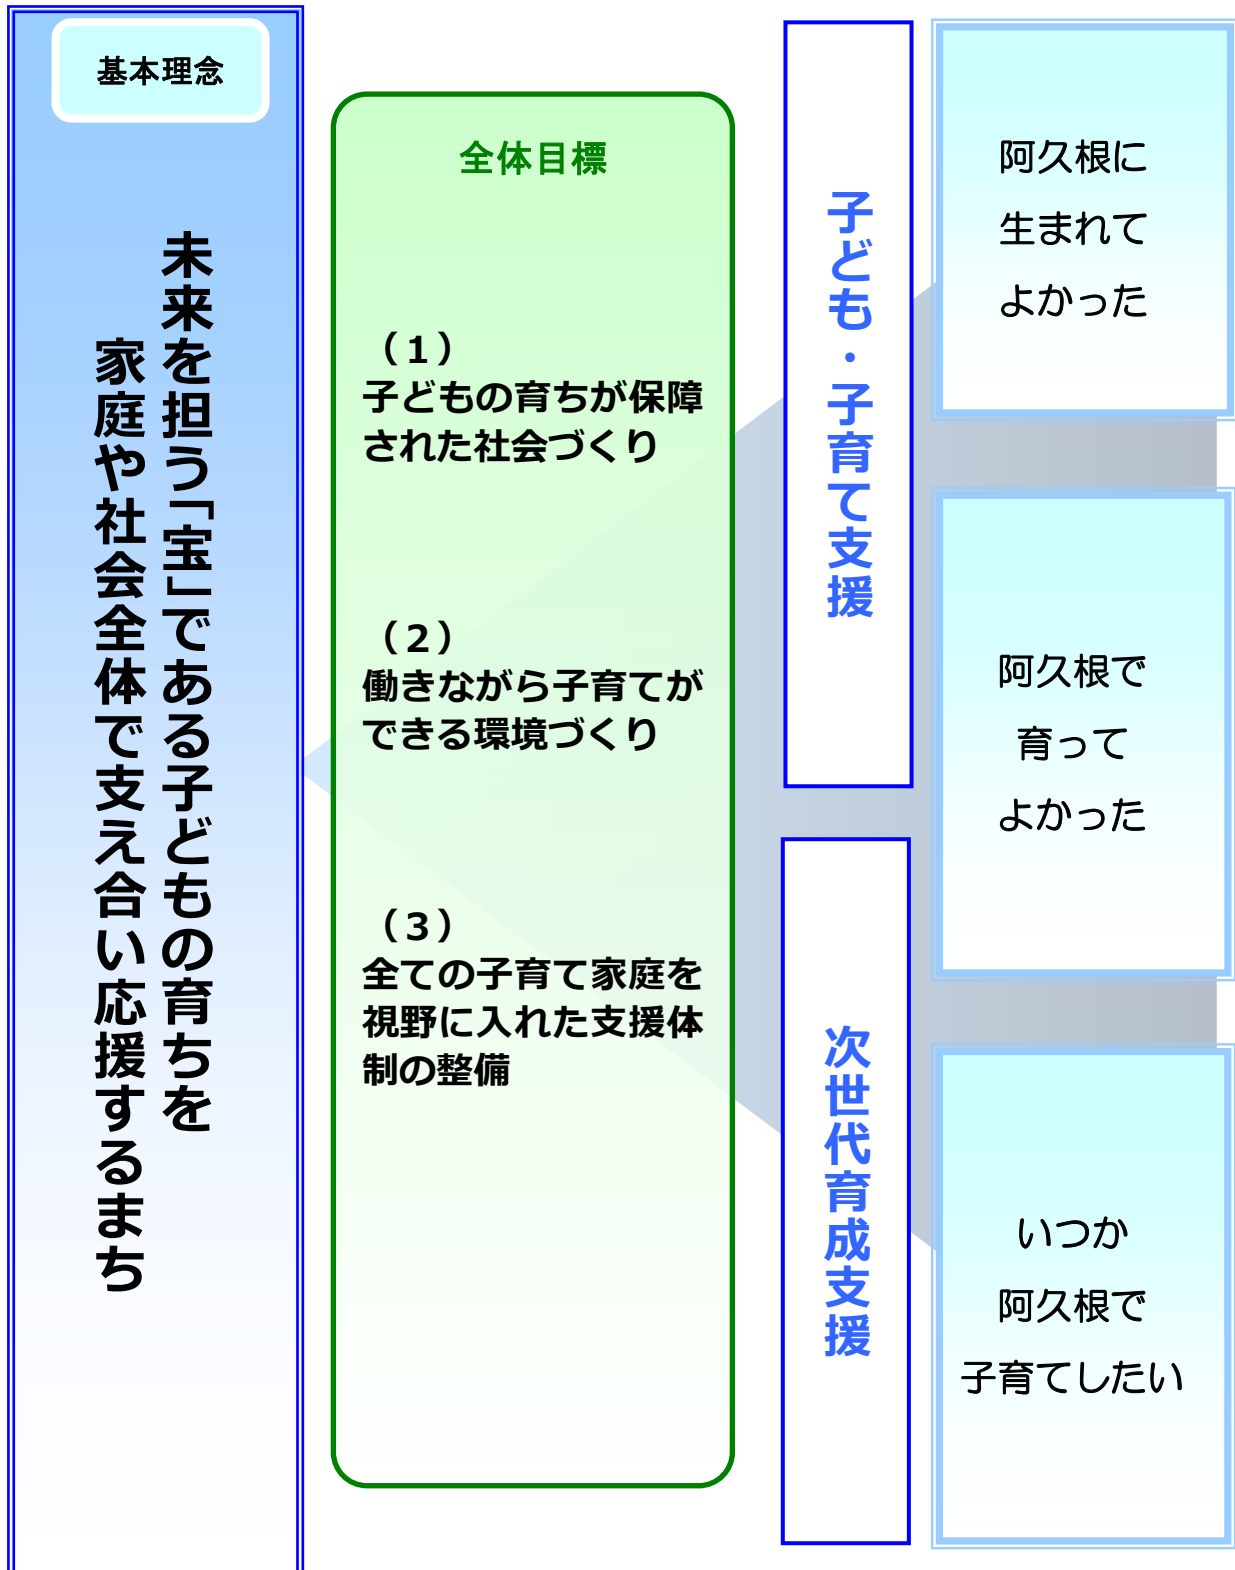 基本理念
未来を担う「宝」である子どもの育ちを
家庭や社会全体で支え合い応援するまち
全体目標
（１）
子どもの育ちが保障
された社会づくり
（２）
働きながら子育てが
できる環境づくり
（３）
全ての子育て家庭を
視野に入れた支援体
制の整備
子ども・子育て支援
次世代育成支援
阿久根に
生まれて
よかった
阿久根で
育って
よかった
いつか
阿久根で
子育てしたい